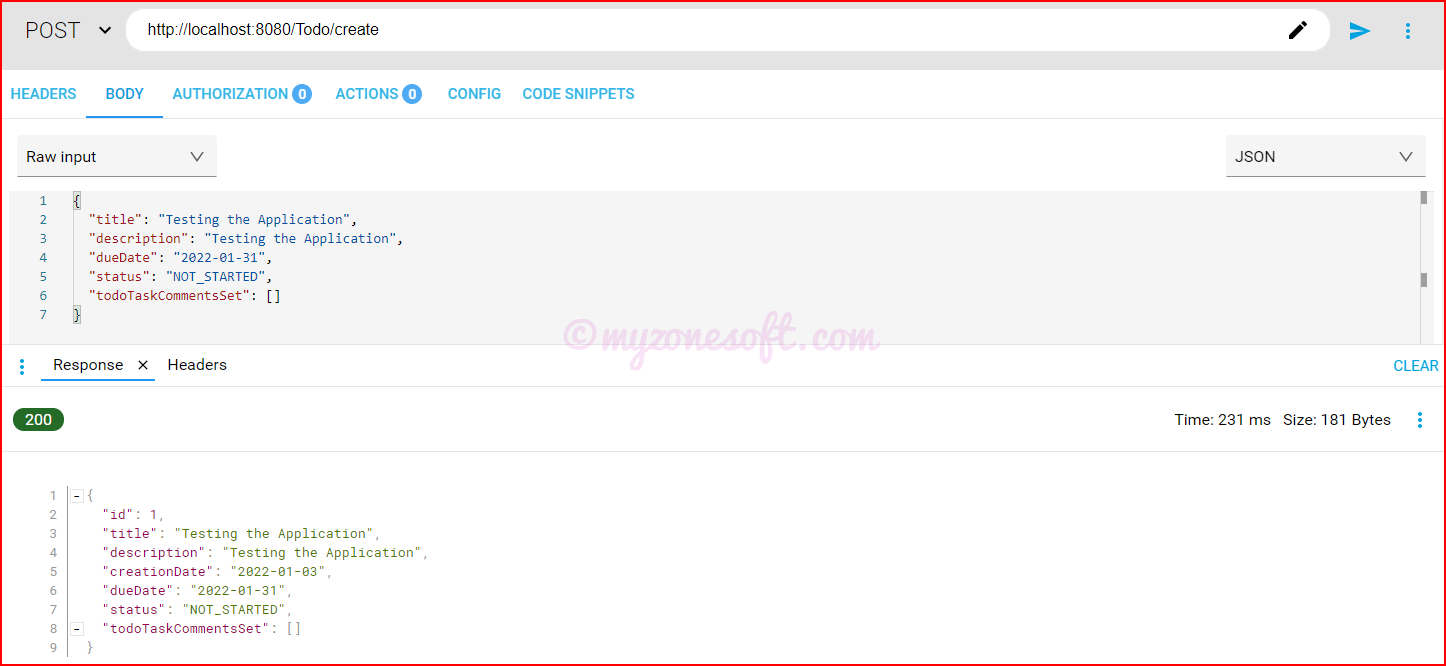 POST http://localhost:8080/Todo/create
HEADERS BODY AUTHORIZATION 0 ACTIONS 0 CONFIG CODE SNIPPETS
Raw input JSON
1 {
2 "title": "Testing the Application",
3 "description": "Testing the Application",
4 "dueDate": "2022-01-31",
5 "status": "NOT_STARTED",
6 "todoTaskCommentsSet": []
7 }
©myzonesoft.com
Response × Headers CLEAR
200 Time: 231 ms Size: 181 Bytes
1 - {
2 "id": 1,
3 "title": "Testing the Application",
4 "description": "Testing the Application",
5 "creationDate": "2022-01-03",
6 "dueDate": "2022-01-31",
7 "status": "NOT_STARTED",
8 - "todoTaskCommentsSet": []
9 }